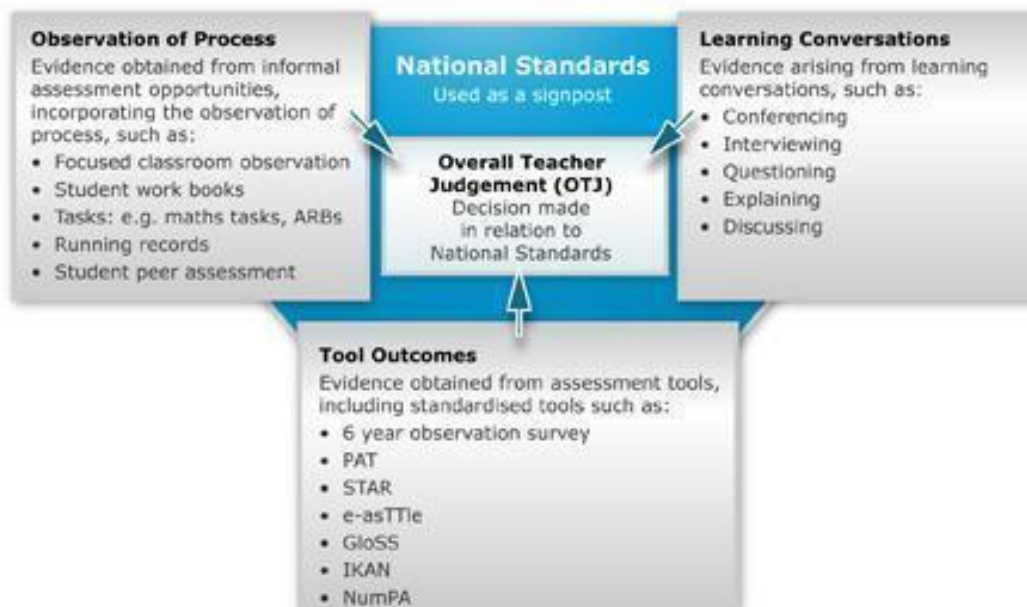 Observation of Process
Evidence obtained from informal
assessment opportunities,
incorporating the observation of
process, such as:
• Focused classroom observation
• Student work books
• Tasks: e.g. maths tasks, ARBs
• Running records
• Student peer assessment
National Standards
Used as a signpost
Overall Teacher
Judgement (OTJ)
Decision made
in relation to
National Standards
Learning Conversations
Evidence arising from learning
conversations, such as:
• Conferencing
• Interviewing
• Questioning
• Explaining
• Discussing
Tool Outcomes
Evidence obtained from assessment tools,
including standardised tools such as:
• 6 year observation survey
• PAT
• STAR
• e-asTTle
• GloSS
• IKAN
• NumPA